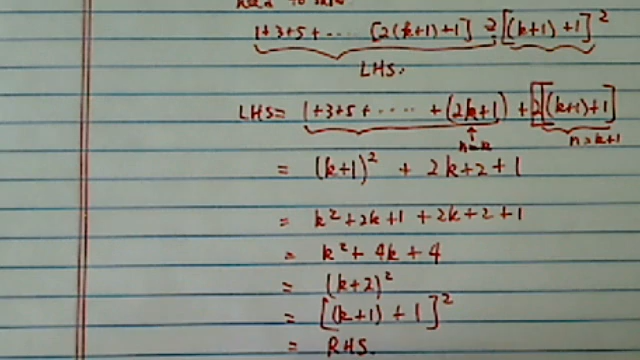 1+3+5+ ... [2(k+1)+1] = [(k+1)+1]²
LHS.
LHS = 1+3+5+ ..... +(2k+1) + [2(k+1)+1]
n=k n=k+1
= (k+1)² + 2k+2+1
= k²+2k+1+2k+2+1
= k²+4k+4
= (k+2)²
= [(k+1)+1]²
= RHS.